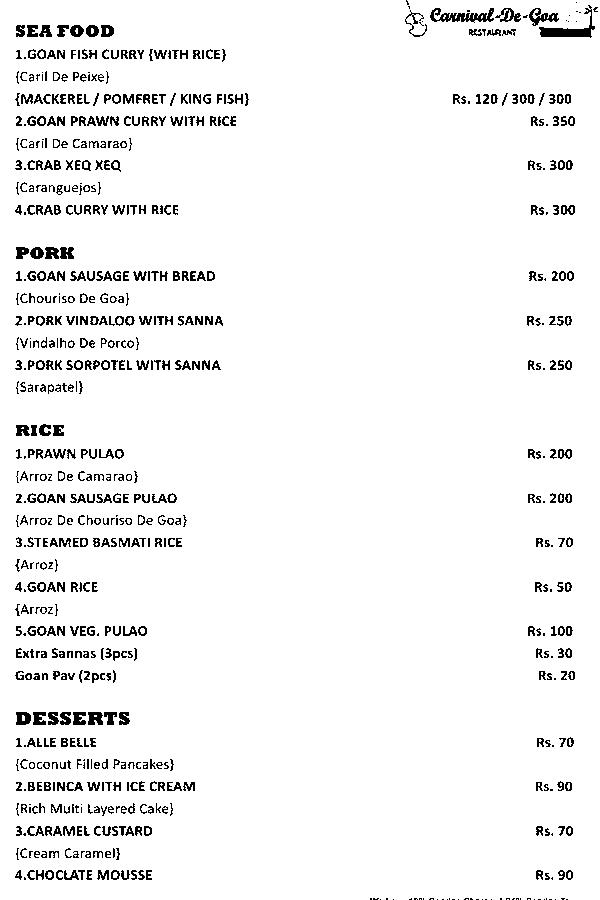 Carnival-De-Goa
RESTAURANT
SEA FOOD
1.GOAN FISH CURRY {WITH RICE}
{Caril De Peixe}
{MACKEREL / POMFRET / KING FISH} Rs. 120 / 300 / 300
2.GOAN PRAWN CURRY WITH RICE Rs. 350
{Caril De Camarao}
3.CRAB XEQ XEQ Rs. 300
{Caranguejos}
4.CRAB CURRY WITH RICE Rs. 300
PORK
1.GOAN SAUSAGE WITH BREAD Rs. 200
{Chouriso De Goa}
2.PORK VINDALOO WITH SANNA Rs. 250
{Vindalho De Porco}
3.PORK SORPOTEL WITH SANNA Rs. 250
{Sarapatel}
RICE
1.PRAWN PULAO Rs. 200
{Arroz De Camarao}
2.GOAN SAUSAGE PULAO Rs. 200
{Arroz De Chouriso De Goa}
3.STEAMED BASMATI RICE Rs. 70
{Arroz}
4.GOAN RICE Rs. 50
{Arroz}
5.GOAN VEG. PULAO Rs. 100
Extra Sannas (3pcs) Rs. 30
Goan Pav (2pcs) Rs. 20
DESSERTS
1.ALLE BELLE Rs. 70
{Coconut Filled Pancakes}
2.BEBINCA WITH ICE CREAM Rs. 90
{Rich Multi Layered Cake}
3.CARAMEL CUSTARD Rs. 70
{Cream Caramel}
4.CHOCLATE MOUSSE Rs. 90